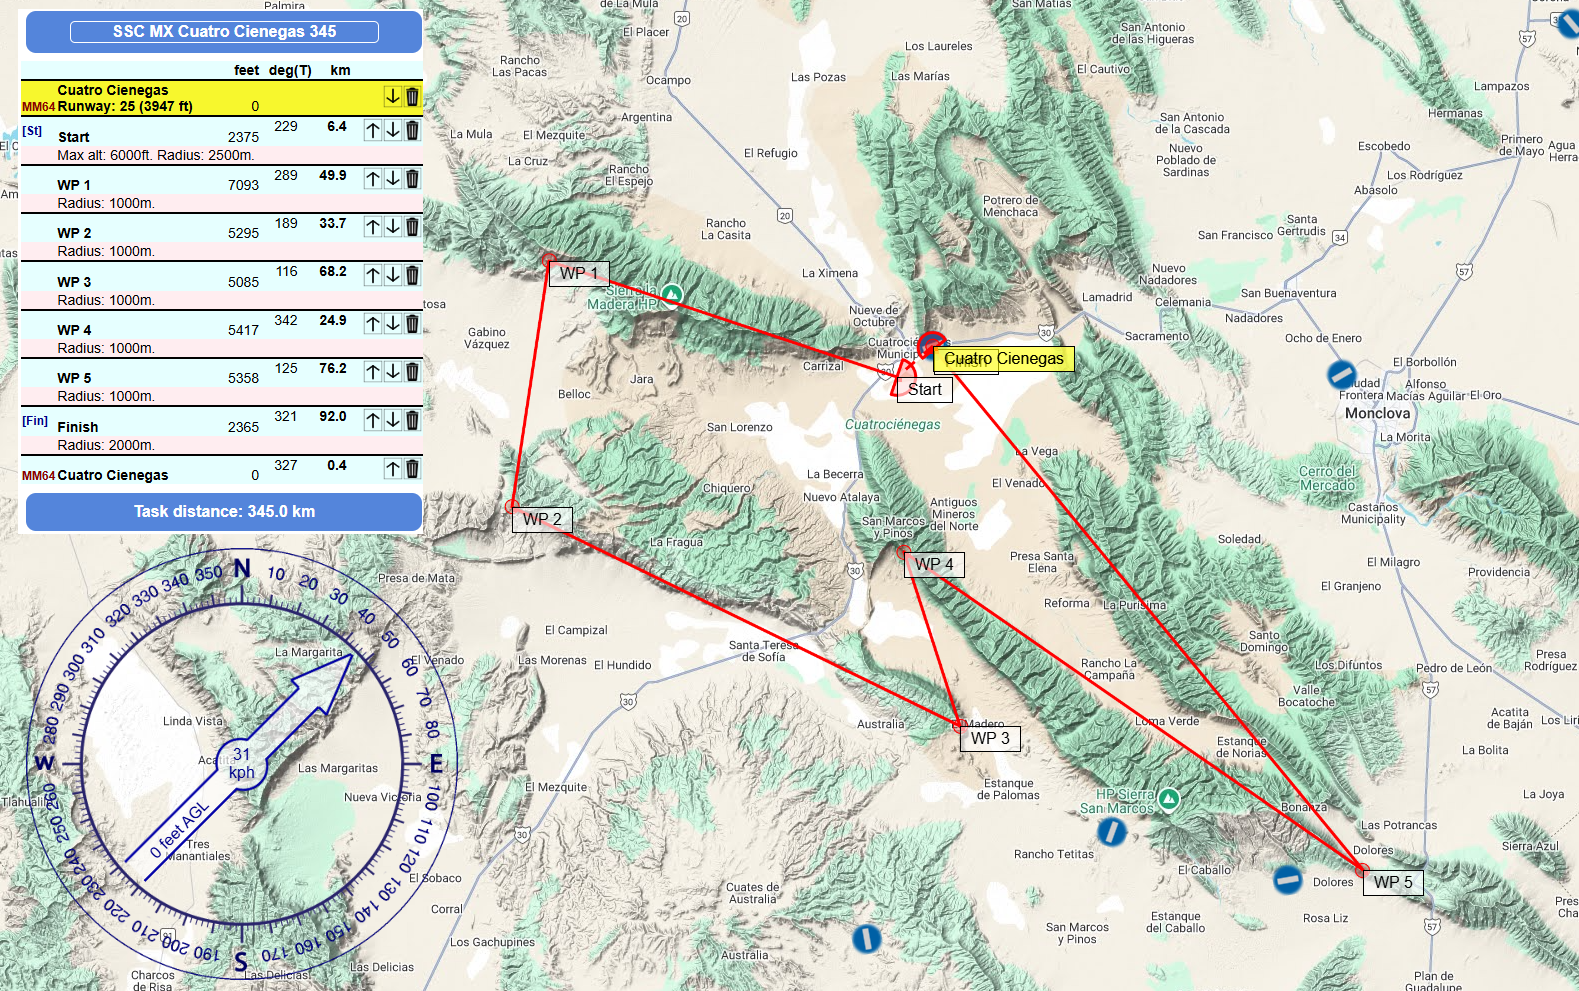 SSC MX Cuatro Cienegas 345
feet deg(T) km
Cuatro Cienegas
MM64 Runway: 25 (3947 ft) 0
[St] Start 2375 229 6.4
Max alt: 6000ft. Radius: 2500m.
WP 1 7093 289 49.9
Radius: 1000m.
WP 2 5295 189 33.7
Radius: 1000m.
WP 3 5085 116 68.2
Radius: 1000m.
WP 4 5417 342 24.9
Radius: 1000m.
WP 5 5358 125 76.2
Radius: 1000m.
[Fin] Finish 2365 321 92.0
Radius: 2000m.
MM64 Cuatro Cienegas 0 327 0.4
Task distance: 345.0 km
N 10 20 30 40 50 60 70 80 E 100 110 120 130 140 150 160 170 S 190 200 210 220 230 240 250 260 W 280 290 300 310 320 330 340 350
31
kph
0 feet AGL
Palmira
de La Mula
20
San Matías
El Placer
San Antonio
de las Higueras
57
Rancho
Las Pacas
Los Laureles
Ocampo
Las Pozas
Las Marías
El Cautivo
Lampazos
Argentina
Hermanas
La Mula
El Mezquite
San Antonio
de la Cascada
Primero
de Mayo
Agua
Herra
La Cruz
El Refugio
Nuevo
Poblado de
Sardinas
Escobedo
Rancho
El Espejo
Los Rodríguez
Abasolo
Potrero de
Menchaca
20
Rancho
La Casita
Santa
Gertrudis
San Francisco
34
WP 1
La Ximena
Nuevo
Nadadores
57
Sierrita
Madera HP
Lamadrid
Celemania
San Buenaventura
tosa
Nueve de
Octubre
Nadadores
Gabino
Vázquez
30
Sacramento
Ocho de Enero
Cuatrociénegas
Municipality
Cuatro Cienegas
Finish
Carrizal
30
El Borbollón
Jara
Start
Ciudad
Frontera
Alfonso
Macías Aguilar
El Oro
Belloc
Monclova
San Lorenzo
Cuatrociénegas
La Morita
La Vega
La Becerra
Cerro del
Mercado
Chiquero
El Venado
Nuevo Atalaya
Antiguos
Mineros
del Norte
Castaños
Municipality
WP 2
San Marcos
y Pinos
La Fragua
Soledad
Presa Santa
Elena
El Milagro
Presa de Mata
WP 4
30
Providencia
El Granjeno
Reforma
La Purísima
El Campizal
Santo
Domingo
La Margarita
Santa Teresa
de Sofía
El Venado
Las Morenas
El Hundido
Rancho La
Campaña
Los Difuntos
Pedro de León
Presa
Rodríguez
57
Valle
Bocatoche
30
Linda Vista
Australia
Madero
Loma Verde
Acatita
de Baján
WP 3
Estanque
de Norias
La Bolita
Las Margaritas
Estanque
de Palomas
El Mezquite
HP Sierra
San Marcos
La Joya
Nueva Victoria
Bonanza
Tlahualilo
30
Las Potrancas
Tres
Manantiales
Rancho Tetitas
Dolores
Sierra Azul
El Caballo
El Sobaco
Dolores
WP 5
Cuates de
Australia
Corral
Rosa Liz
Estanque
del Caballo
San Marcos
y Pinos
57
Los Gachupines
Australia
Las Delicias
Las Delicias
Charcos
de Risa
Plan de
Guadalupe